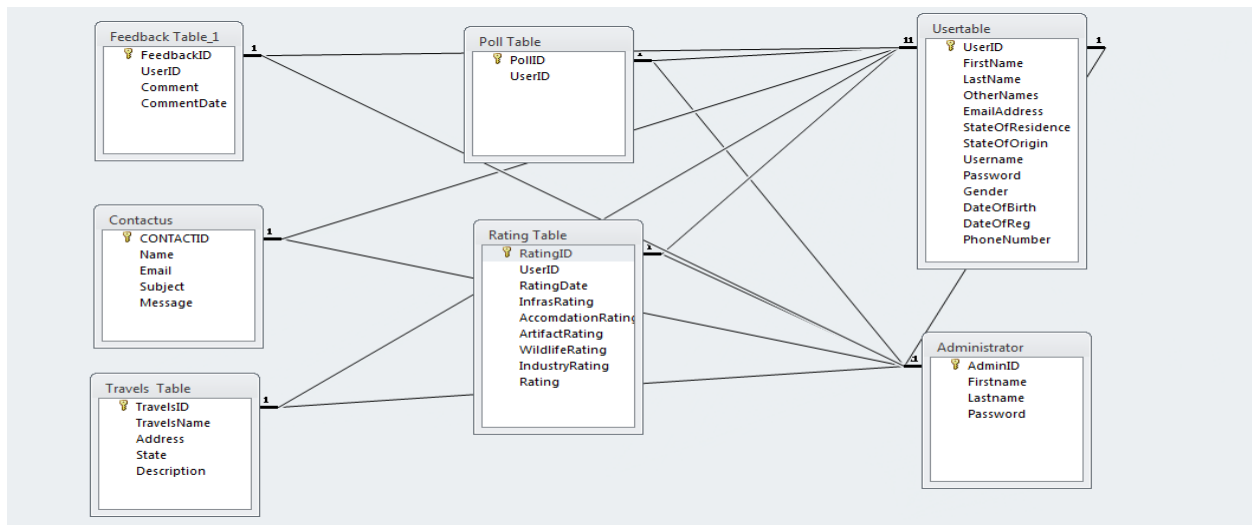 Feedback Table_1
FeedbackID
UserID
Comment
CommentDate
1
Poll Table
PollID
UserID
1
Usertable
UserID
FirstName
LastName
OtherNames
EmailAddress
StateOfResidence
StateOfOrigin
Username
Password
Gender
DateOfBirth
DateOfReg
PhoneNumber
11
1
Contactus
CONTACTID
Name
Email
Subject
Message
1
Rating Table
RatingID
UserID
RatingDate
InfrasRating
AccomdationRating
ArtifactRating
WildlifeRating
IndustryRating
Rating
1
Travels Table
TravelsID
TravelsName
Address
State
Description
1
Administrator
AdminID
Firstname
Lastname
Password
1